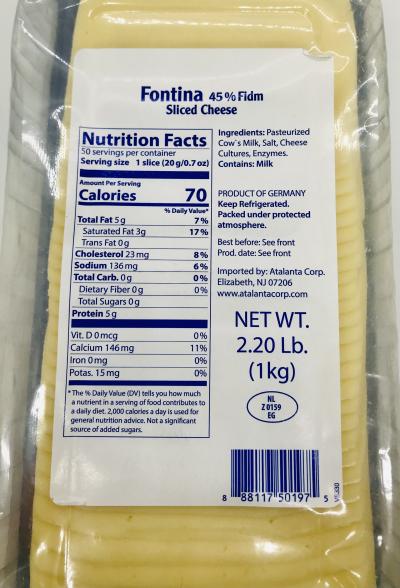 Fontina 45% Fidm
Sliced Cheese
Nutrition Facts
50 servings per container
Serving size 1 slice (20g/0.7oz)
Amount Per Serving
Calories 70
% Daily Value*
Total Fat 5g 7%
Saturated Fat 3g 17%
Trans Fat 0g
Cholesterol 23mg 8%
Sodium 136mg 6%
Total Carb. 0g 0%
Dietary Fiber 0g 0%
Total Sugars 0g
Protein 5g
Vit. D 0mcg 0%
Calcium 146mg 11%
Iron 0mg 0%
Potas. 15mg 0%
*The % Daily Value (DV) tells you how much
a nutrient in a serving of food contributes to
a daily diet. 2,000 calories a day is used for
general nutrition advice. Not a significant
source of added sugars.
Ingredients: Pasteurized
Cow`s Milk, Salt, Cheese
Cultures, Enzymes.
Contains: Milk
PRODUCT OF GERMANY
Keep Refrigerated.
Packed under protected
atmosphere.
Best before: See front
Prod. date: See front
Imported by: Atalanta Corp.
Elizabeth, NJ 07206
www.atalantacorp.com
NET WT.
2.20 Lb.
(1kg)
NL
Z 0159
EG
8 88117 50197 5